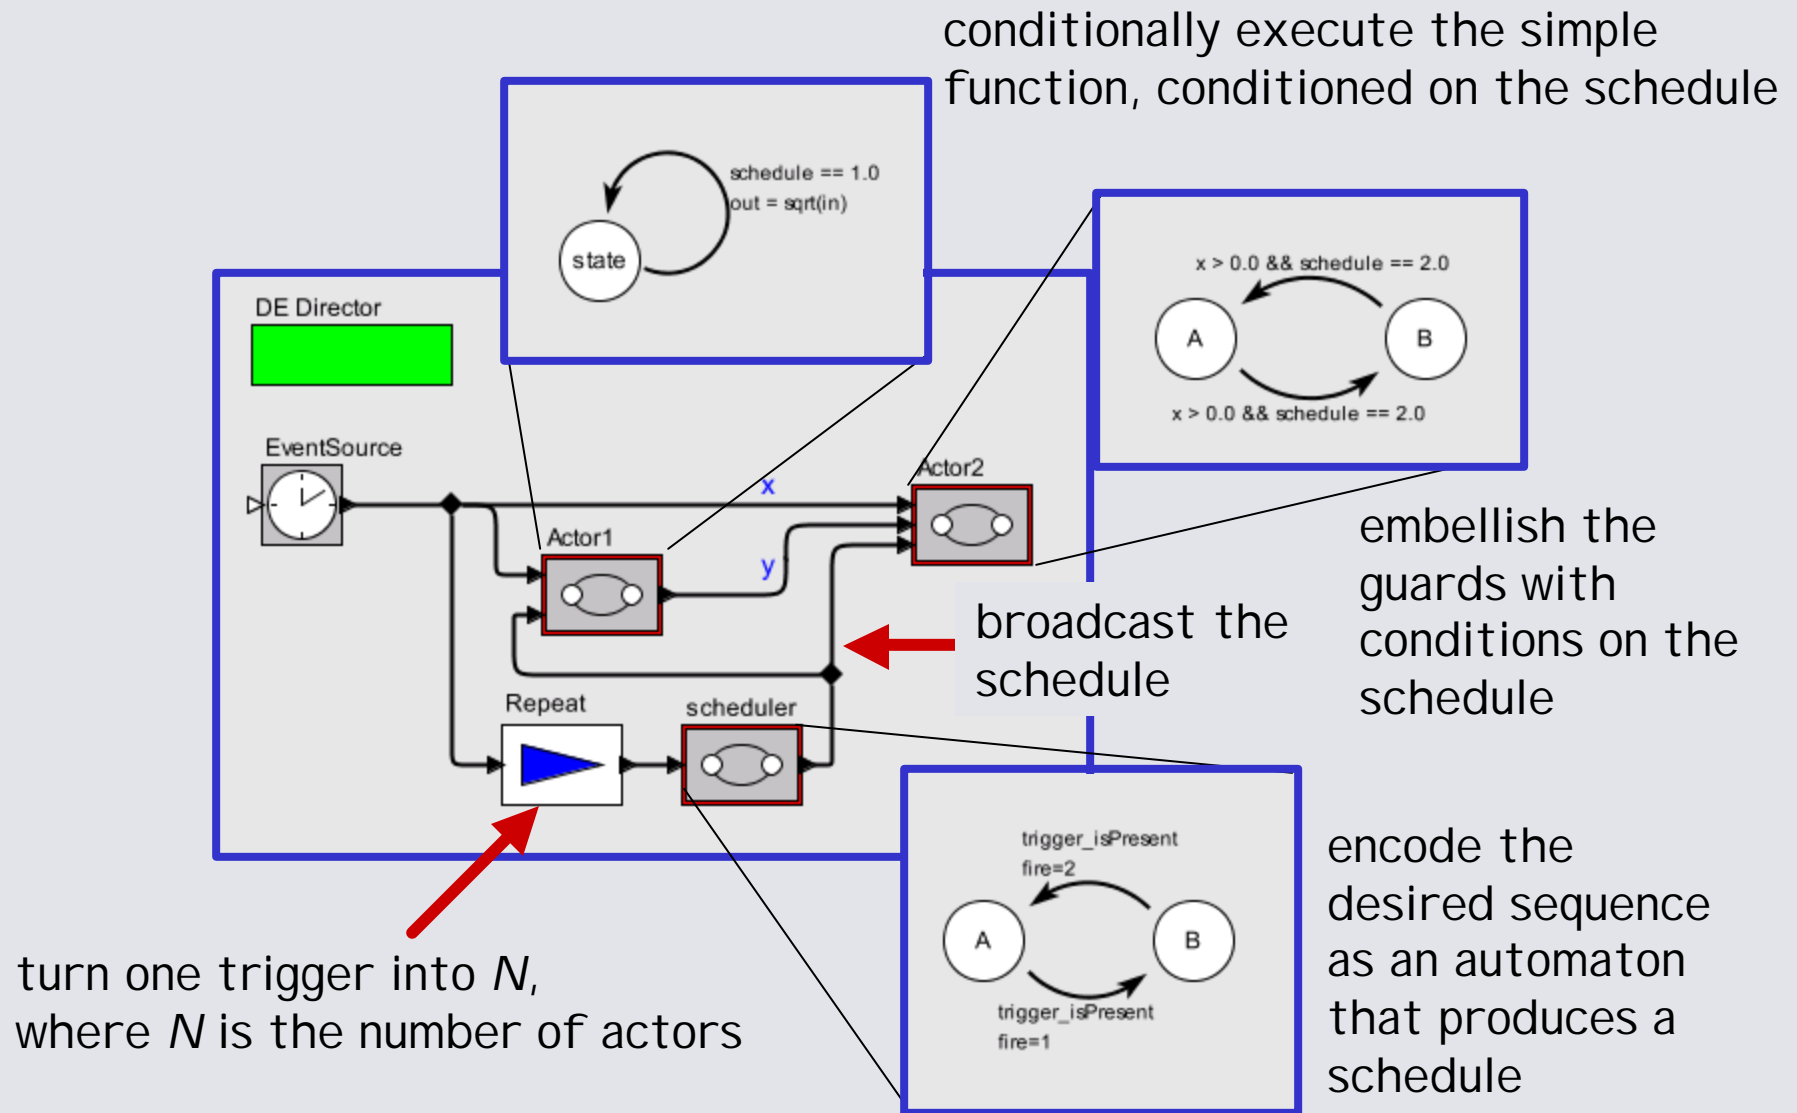 conditionally execute the simple
function, conditioned on the schedule
schedule == 1.0
out = sqrt(in)
state
x > 0.0 && schedule == 2.0
A
B
x > 0.0 && schedule == 2.0
DE Director
EventSource
x
Actor2
Actor1
y
embellish the
guards with
conditions on the
schedule
broadcast the
schedule
Repeat
scheduler
trigger_isPresent
fire=2
A
B
trigger_isPresent
fire=1
encode the
desired sequence
as an automaton
that produces a
schedule
turn one trigger into N,
where N is the number of actors